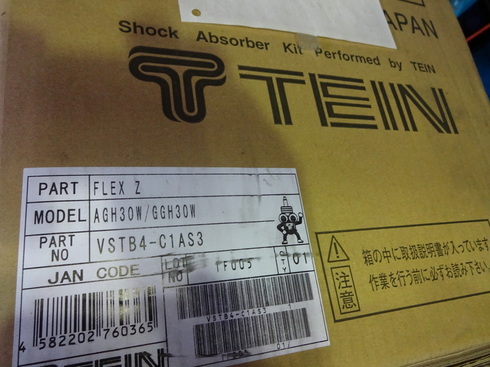 JAPAN
Shock Absorber Kit Performed by TEIN
TEIN
PART FLEX Z
MODEL AGH30W/GGH30W
PART NO VSTB4-C1AS3
JAN CODE LOT 1F005 01
4 582202 760365
VSTB4-C1AS3
TEIN
注意
箱の中に取扱説明書が入っています
作業を行う前に必ずお読み下さい